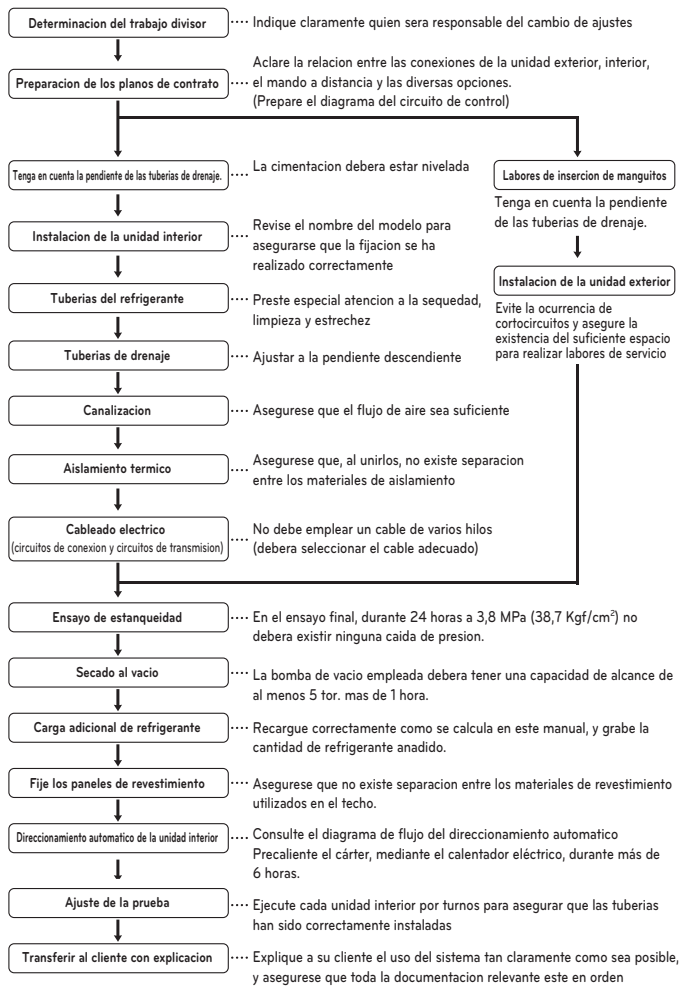 Determinacion del trabajo divisor
Indique claramente quien sera responsable del cambio de ajustes
Preparacion de los planos de contrato
Aclare la relacion entre las conexiones de la unidad exterior, interior,
el mando a distancia y las diversas opciones.
(Prepare el diagrama del circuito de control)
Tenga en cuenta la pendiente de las tuberias de drenaje.
La cimentacion debera estar nivelada
Instalacion de la unidad interior
Revise el nombre del modelo para
asegurarse que la fijacion se ha
realizado correctamente
Tuberias del refrigerante
Preste especial atencion a la sequedad,
limpieza y estrechez
Tuberias de drenaje
Ajustar a la pendiente descendiente
Canalizacion
Asegurese que el flujo de aire sea suficiente
Aislamiento termico
Asegurese que, al unirlos, no existe separacion
entre los materiales de aislamiento
Cableado electrico
(circuitos de conexion y circuitos de transmision)
No debe emplear un cable de varios hilos
(debera seleccionar el cable adecuado)
Labores de insercion de manguitos
Tenga en cuenta la pendiente
de las tuberias de drenaje.
Instalacion de la unidad exterior
Evite la ocurrencia de
cortocircuitos y asegure la
existencia del suficiente espacio
para realizar labores de servicio
Ensayo de estanqueidad
En el ensayo final, durante 24 horas a 3,8 MPa (38,7 Kgf/cm²) no
debera existir ninguna caida de presion.
Secado al vacio
La bomba de vacio empleada debera tener una capacidad de alcance de
al menos 5 tor. mas de 1 hora.
Carga adicional de refrigerante
Recargue correctamente como se calcula en este manual, y grabe la
cantidad de refrigerante anadido.
Fije los paneles de revestimiento
Asegurese que no existe separacion entre los materiales de revestimiento
utilizados en el techo.
Direccionamiento automatico de la unidad interior
Consulte el diagrama de flujo del direccionamiento automatico
Precaliente el cárter, mediante el calentador eléctrico, durante más de
6 horas.
Ajuste de la prueba
Ejecute cada unidad interior por turnos para asegurar que las tuberias
han sido correctamente instaladas
Transferir al cliente con explicacion
Explique a su cliente el uso del sistema tan claramente como sea posible,
y asegurese que toda la documentacion relevante este en orden